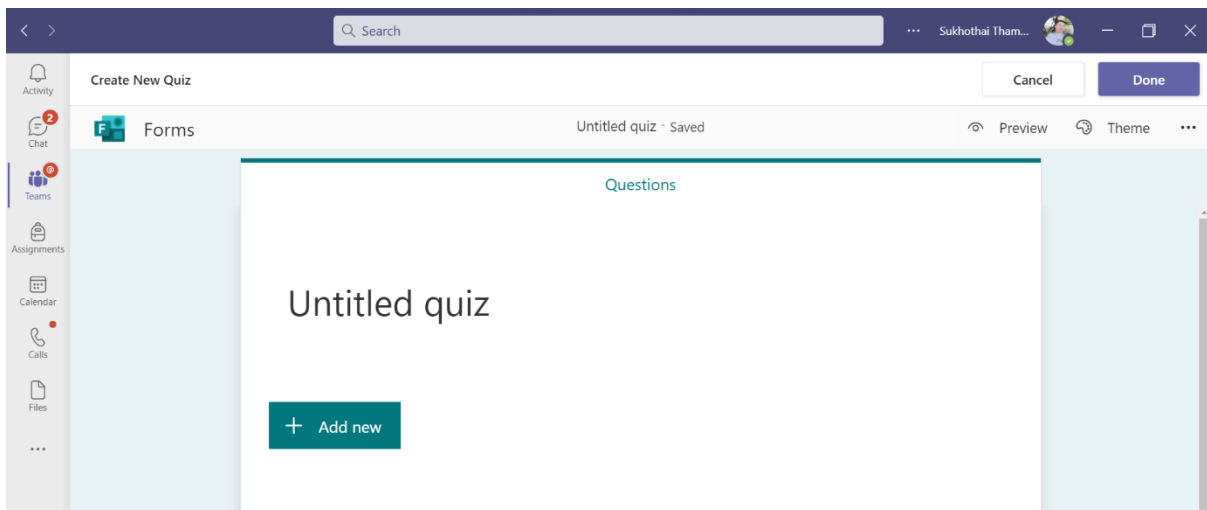 Search
Sukhothai Tham...
Activity
Create New Quiz
Cancel
Done
2
Chat
F
Forms
Untitled quiz - Saved
Preview
Theme
@
Teams
Questions
Assignments
Calendar
Untitled quiz
Calls
Files
Add new